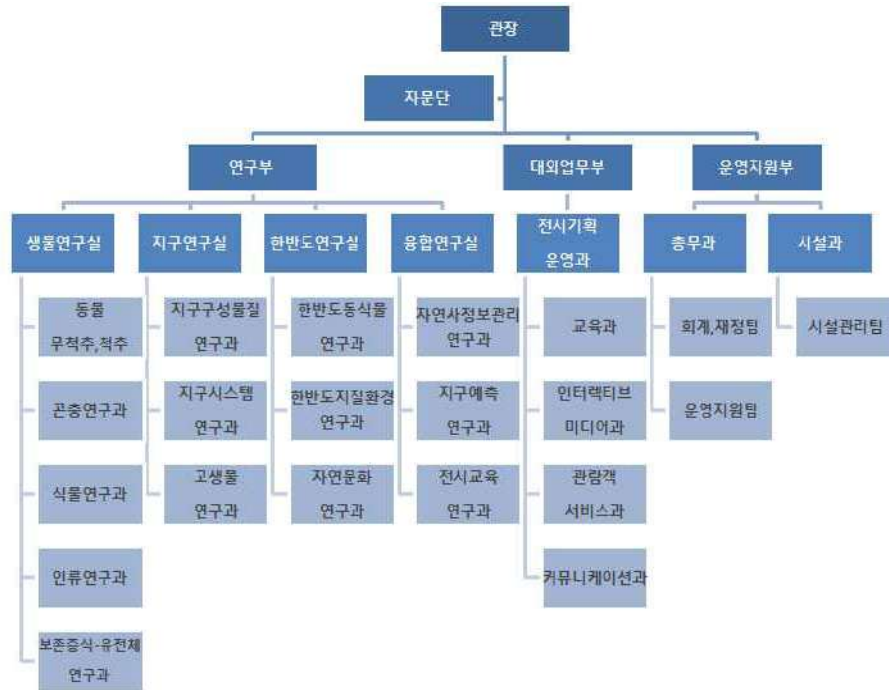 관장
자문단
연구부
대외업무부
운영지원부
생물연구실
지구연구실
한반도연구실
융합연구실
전시기획
운영과
총무과
시설과
동물
무척추,척추
지구구성물질
연구과
한반도동식물
연구과
자연사정보관리
연구과
교육과
회계,재정팀
시설관리팀
곤충연구과
지구시스템
연구과
한반도지질환경
연구과
지구예측
연구과
인터렉티브
미디어과
운영지원팀
식물연구과
고생물
연구과
자연문화
연구과
전시교육
연구과
관람객
서비스과
인류연구과
커뮤니케이션과
보존증식-유전체
연구과